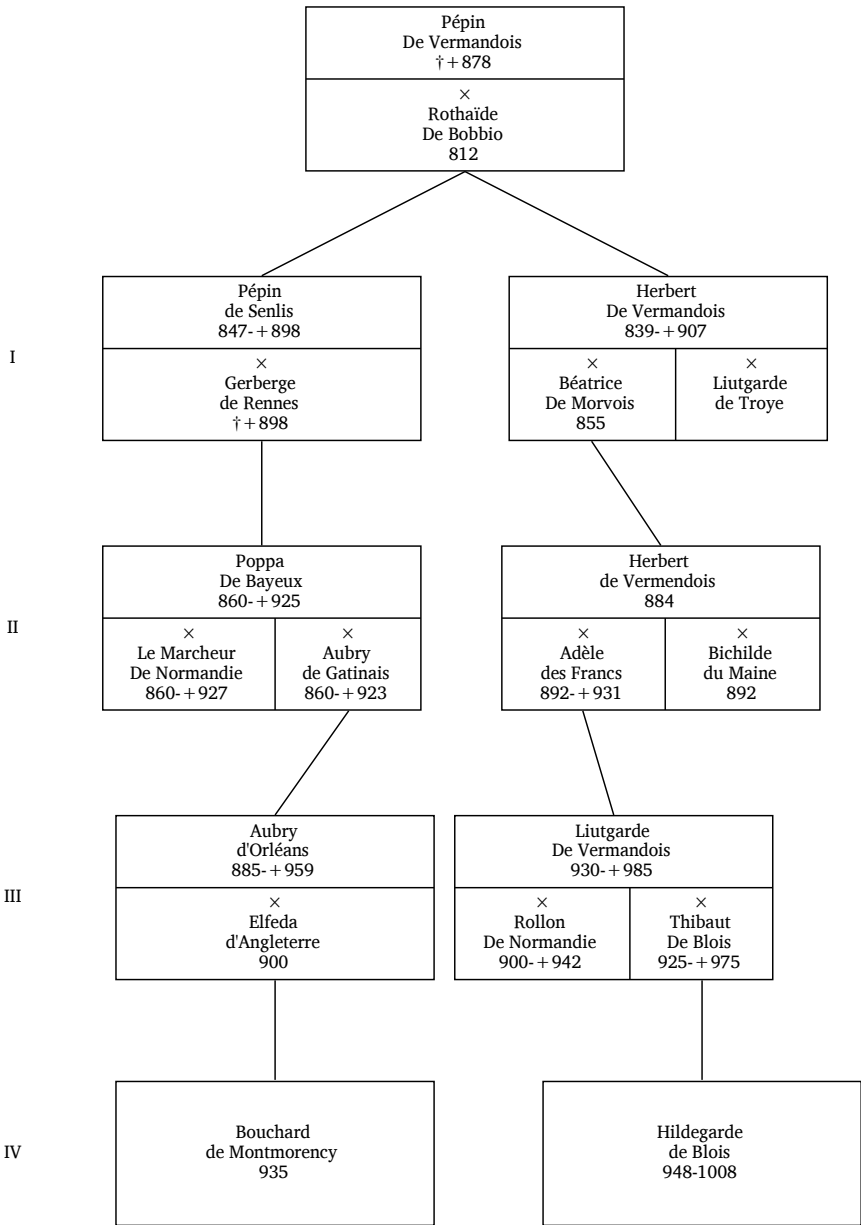 Pépin
De Vermandois
†+878
×
Rothaïde
De Bobbio
812
I
Pépin
de Senlis
847-+898
×
Gerberge
de Rennes
†+898
Herbert
De Vermandois
839-+907
×
Béatrice
De Morvois
855
×
Liutgarde
de Troye
II
Poppa
De Bayeux
860-+925
×
Le Marcheur
De Normandie
860-+927
×
Aubry
de Gatinais
860-+923
Herbert
de Vermendois
884
×
Adèle
des Francs
892-+931
×
Bichilde
du Maine
892
III
Aubry
d'Orléans
885-+959
×
Elfeda
d'Angleterre
900
Liutgarde
De Vermandois
930-+985
×
Rollon
De Normandie
900-+942
×
Thibaut
De Blois
925-+975
IV
Bouchard
de Montmorency
935
Hildegarde
de Blois
948-1008